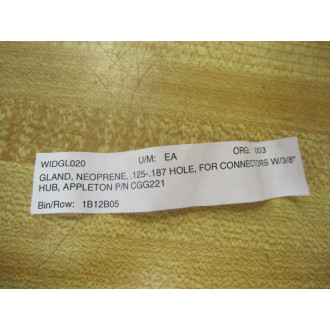 WIDGL020 U/M: EA ORG: 003
GLAND, NEOPRENE, .125-.187 HOLE, FOR CONNECTORS W/3/8"
HUB, APPLETON P/N CGG221
Bin/Row: 1B12B05